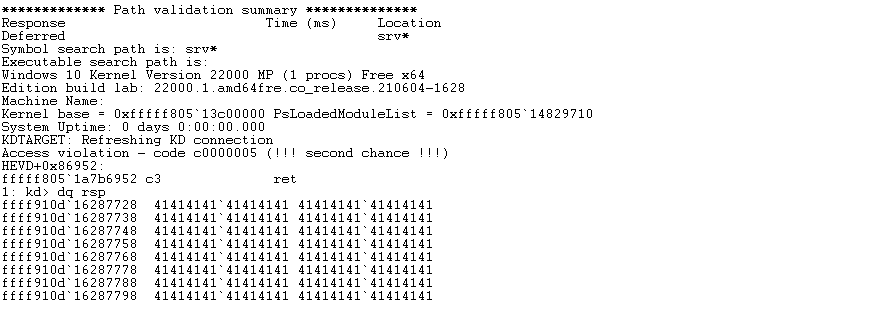 ************* Path validation summary **************
Response                         Time (ms)     Location
Deferred                                       srv*
Symbol search path is: srv*
Executable search path is:
Windows 10 Kernel Version 22000 MP (1 procs) Free x64
Edition build lab: 22000.1.amd64fre.co_release.210604-1628
Machine Name:
Kernel base = 0xfffff805`13c00000 PsLoadedModuleList = 0xfffff805`14829710
System Uptime: 0 days 0:00:00.000
KDTARGET: Refreshing KD connection
Access violation - code c0000005 (!!! second chance !!!)
HEVD+0x86952:
fffff805`1a7b6952 c3              ret
1: kd> dq rsp
ffff910d`16287728  41414141`41414141 41414141`41414141
ffff910d`16287738  41414141`41414141 41414141`41414141
ffff910d`16287748  41414141`41414141 41414141`41414141
ffff910d`16287758  41414141`41414141 41414141`41414141
ffff910d`16287768  41414141`41414141 41414141`41414141
ffff910d`16287778  41414141`41414141 41414141`41414141
ffff910d`16287788  41414141`41414141 41414141`41414141
ffff910d`16287798  41414141`41414141 41414141`41414141